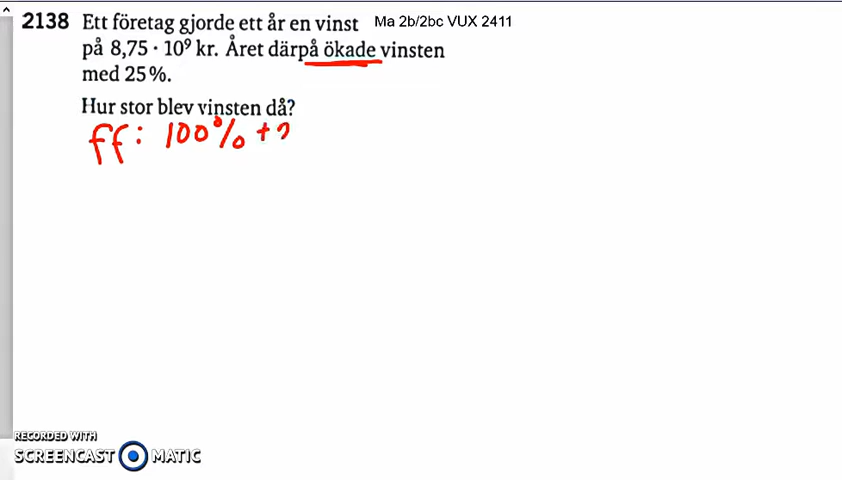 2138 Ett företag gjorde ett år en vinst Ma 2b/2bc VUX 2411
på 8,75 · 10⁹ kr. Året därpå ökade vinsten
med 25 %.
Hur stor blev vinsten då?
ff: 100% +2
RECORDED WITH
SCREENCAST MATIC